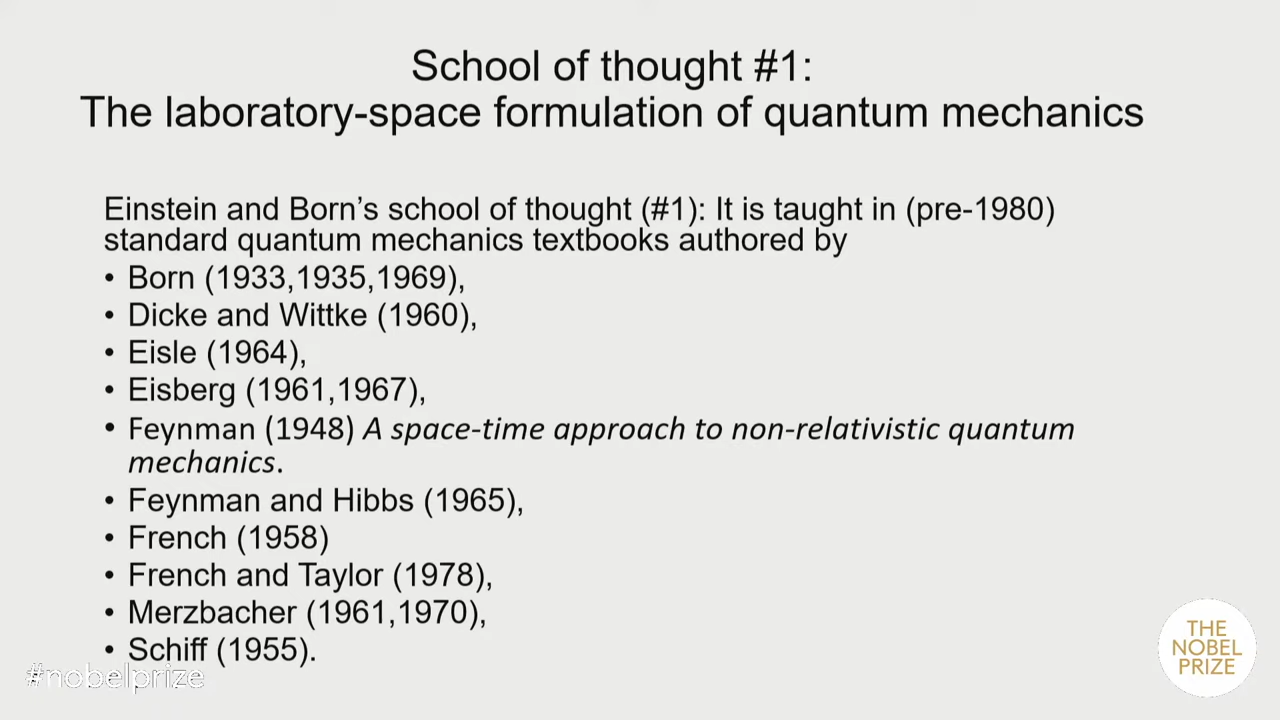 School of thought #1:
The laboratory-space formulation of quantum mechanics
Einstein and Born’s school of thought (#1): It is taught in (pre-1980)
standard quantum mechanics textbooks authored by
• Born (1933,1935,1969),
• Dicke and Wittke (1960),
• Eisle (1964),
• Eisberg (1961,1967),
• Feynman (1948) A space-time approach to non-relativistic quantum
mechanics.
• Feynman and Hibbs (1965),
• French (1958)
• French and Taylor (1978),
• Merzbacher (1961,1970),
• Schiff (1955).
#nobelprize
THE
NOBEL
PRIZE